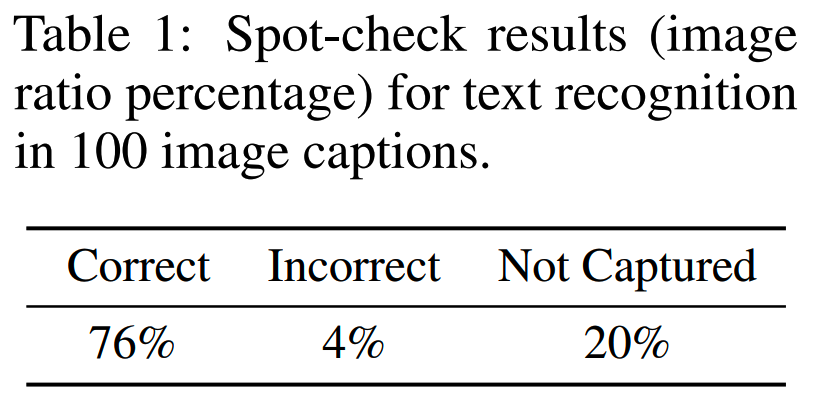 Table 1: Spot-check results (image
ratio percentage) for text recognition
in 100 image captions.
Correct Incorrect Not Captured
76% 4% 20%